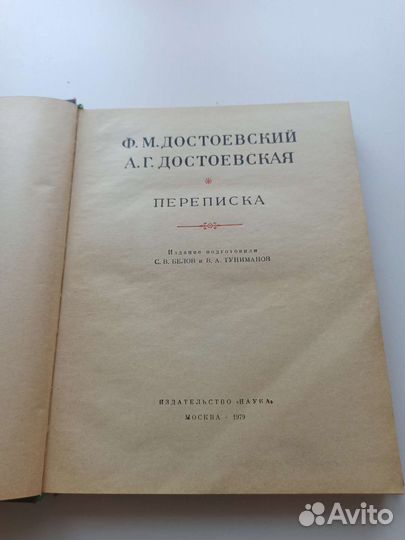 Ф. М. ДОСТОЕВСКИЙ
А. Г. ДОСТОЕВСКАЯ
ПЕРЕПИСКА
Издание подготовили
С. В. БЕЛОВ и В. А. ТУНИМАНОВ
ИЗДАТЕЛЬСТВО «НАУКА»
МОСКВА · 1979
Avito